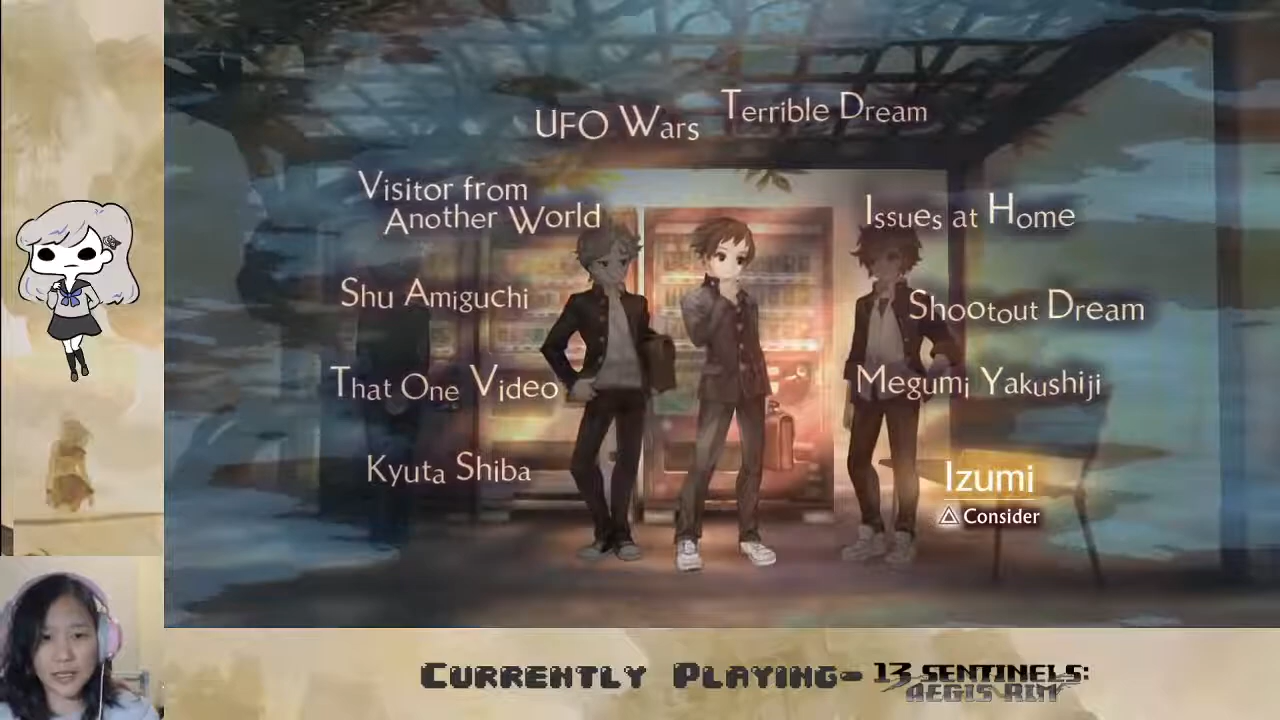 UFO Wars
Terrible Dream
Visitor from
Another World
Issues at Home
Shu Amiguchi
Shootout Dream
That One Video
Megumi Yakushiji
Kyuta Shiba
Izumi
△ Consider
Currently Playing- 13 SENTINELS:
AEGIS RIM